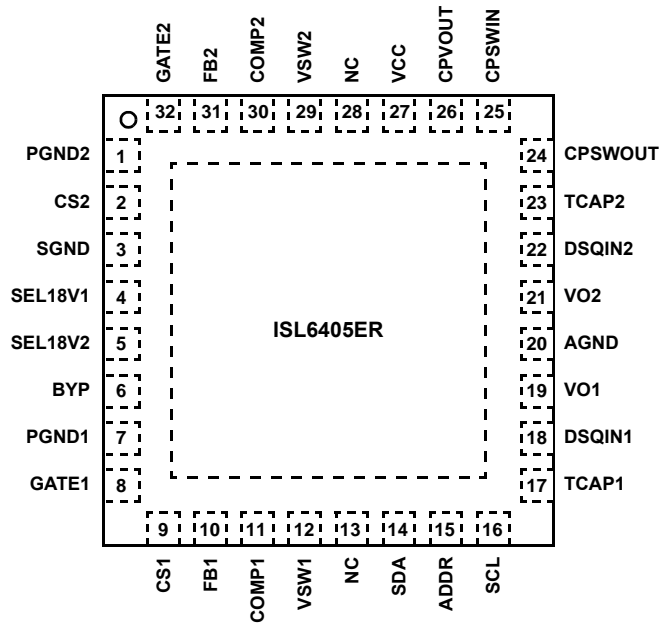 GATE2
FB2
COMP2
VSW2
NC
VCC
CPVOUT
CPSWIN
32 31 30 29 28 27 26 25
PGND2 1
CS2 2
SGND 3
SEL18V1 4
SEL18V2 5
BYP 6
PGND1 7
GATE1 8
ISL6405ER
24 CPSWOUT
23 TCAP2
22 DSQIN2
21 VO2
20 AGND
19 VO1
18 DSQIN1
17 TCAP1
9 10 11 12 13 14 15 16
CS1
FB1
COMP1
VSW1
NC
SDA
ADDR
SCL